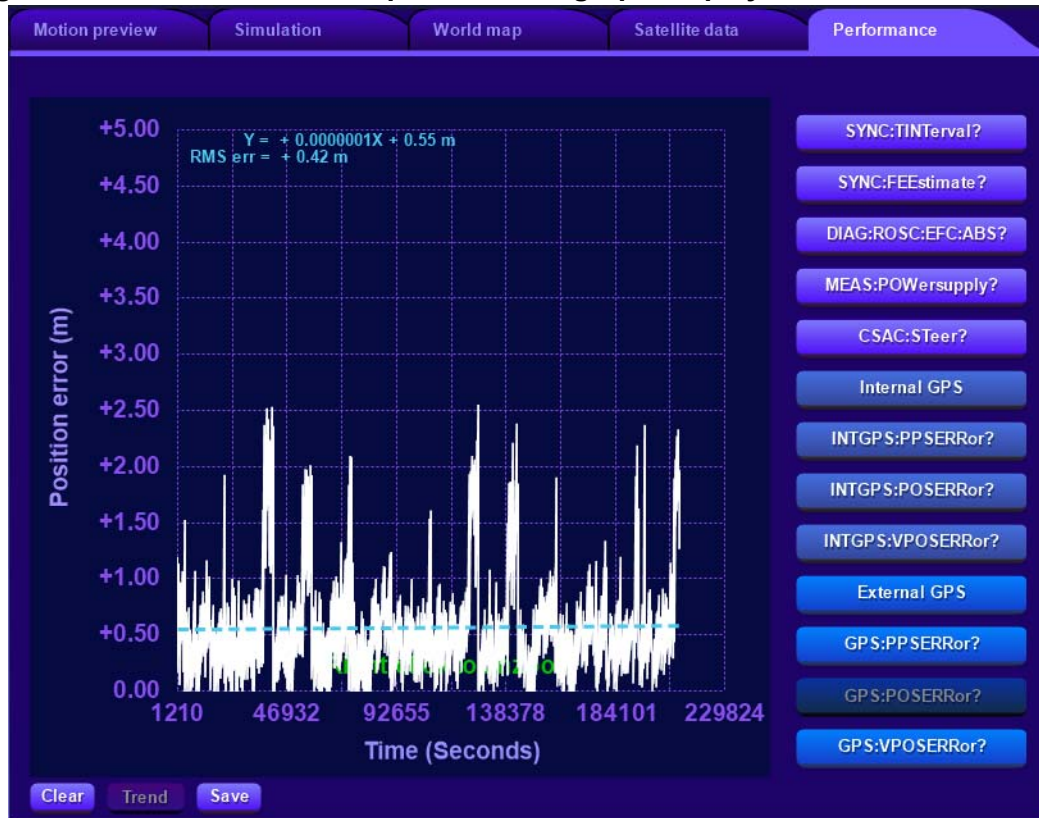 Motion preview
Simulation
World map
Satellite data
Performance
+5.00
+4.50
+4.00
+3.50
+3.00
+2.50
+2.00
+1.50
+1.00
+0.50
0.00
Y = + 0.0000001X + 0.55 m
RMS err = + 0.42 m
Position error (m)
1210 46932 92655 138378 184101 229824
Time (Seconds)
SYNC:TINTerval?
SYNC:FEEstimate?
DIAG:ROSC:EFC:ABS?
MEAS:POWersupply?
CSAC:STeer?
Internal GPS
INTGPS:PPSERRor?
INTGPS:POSERRor?
INTGPS:VPOSERRor?
External GPS
GPS:PPSERRor?
GPS:POSERRor?
GPS:VPOSERRor?
Clear
Trend
Save